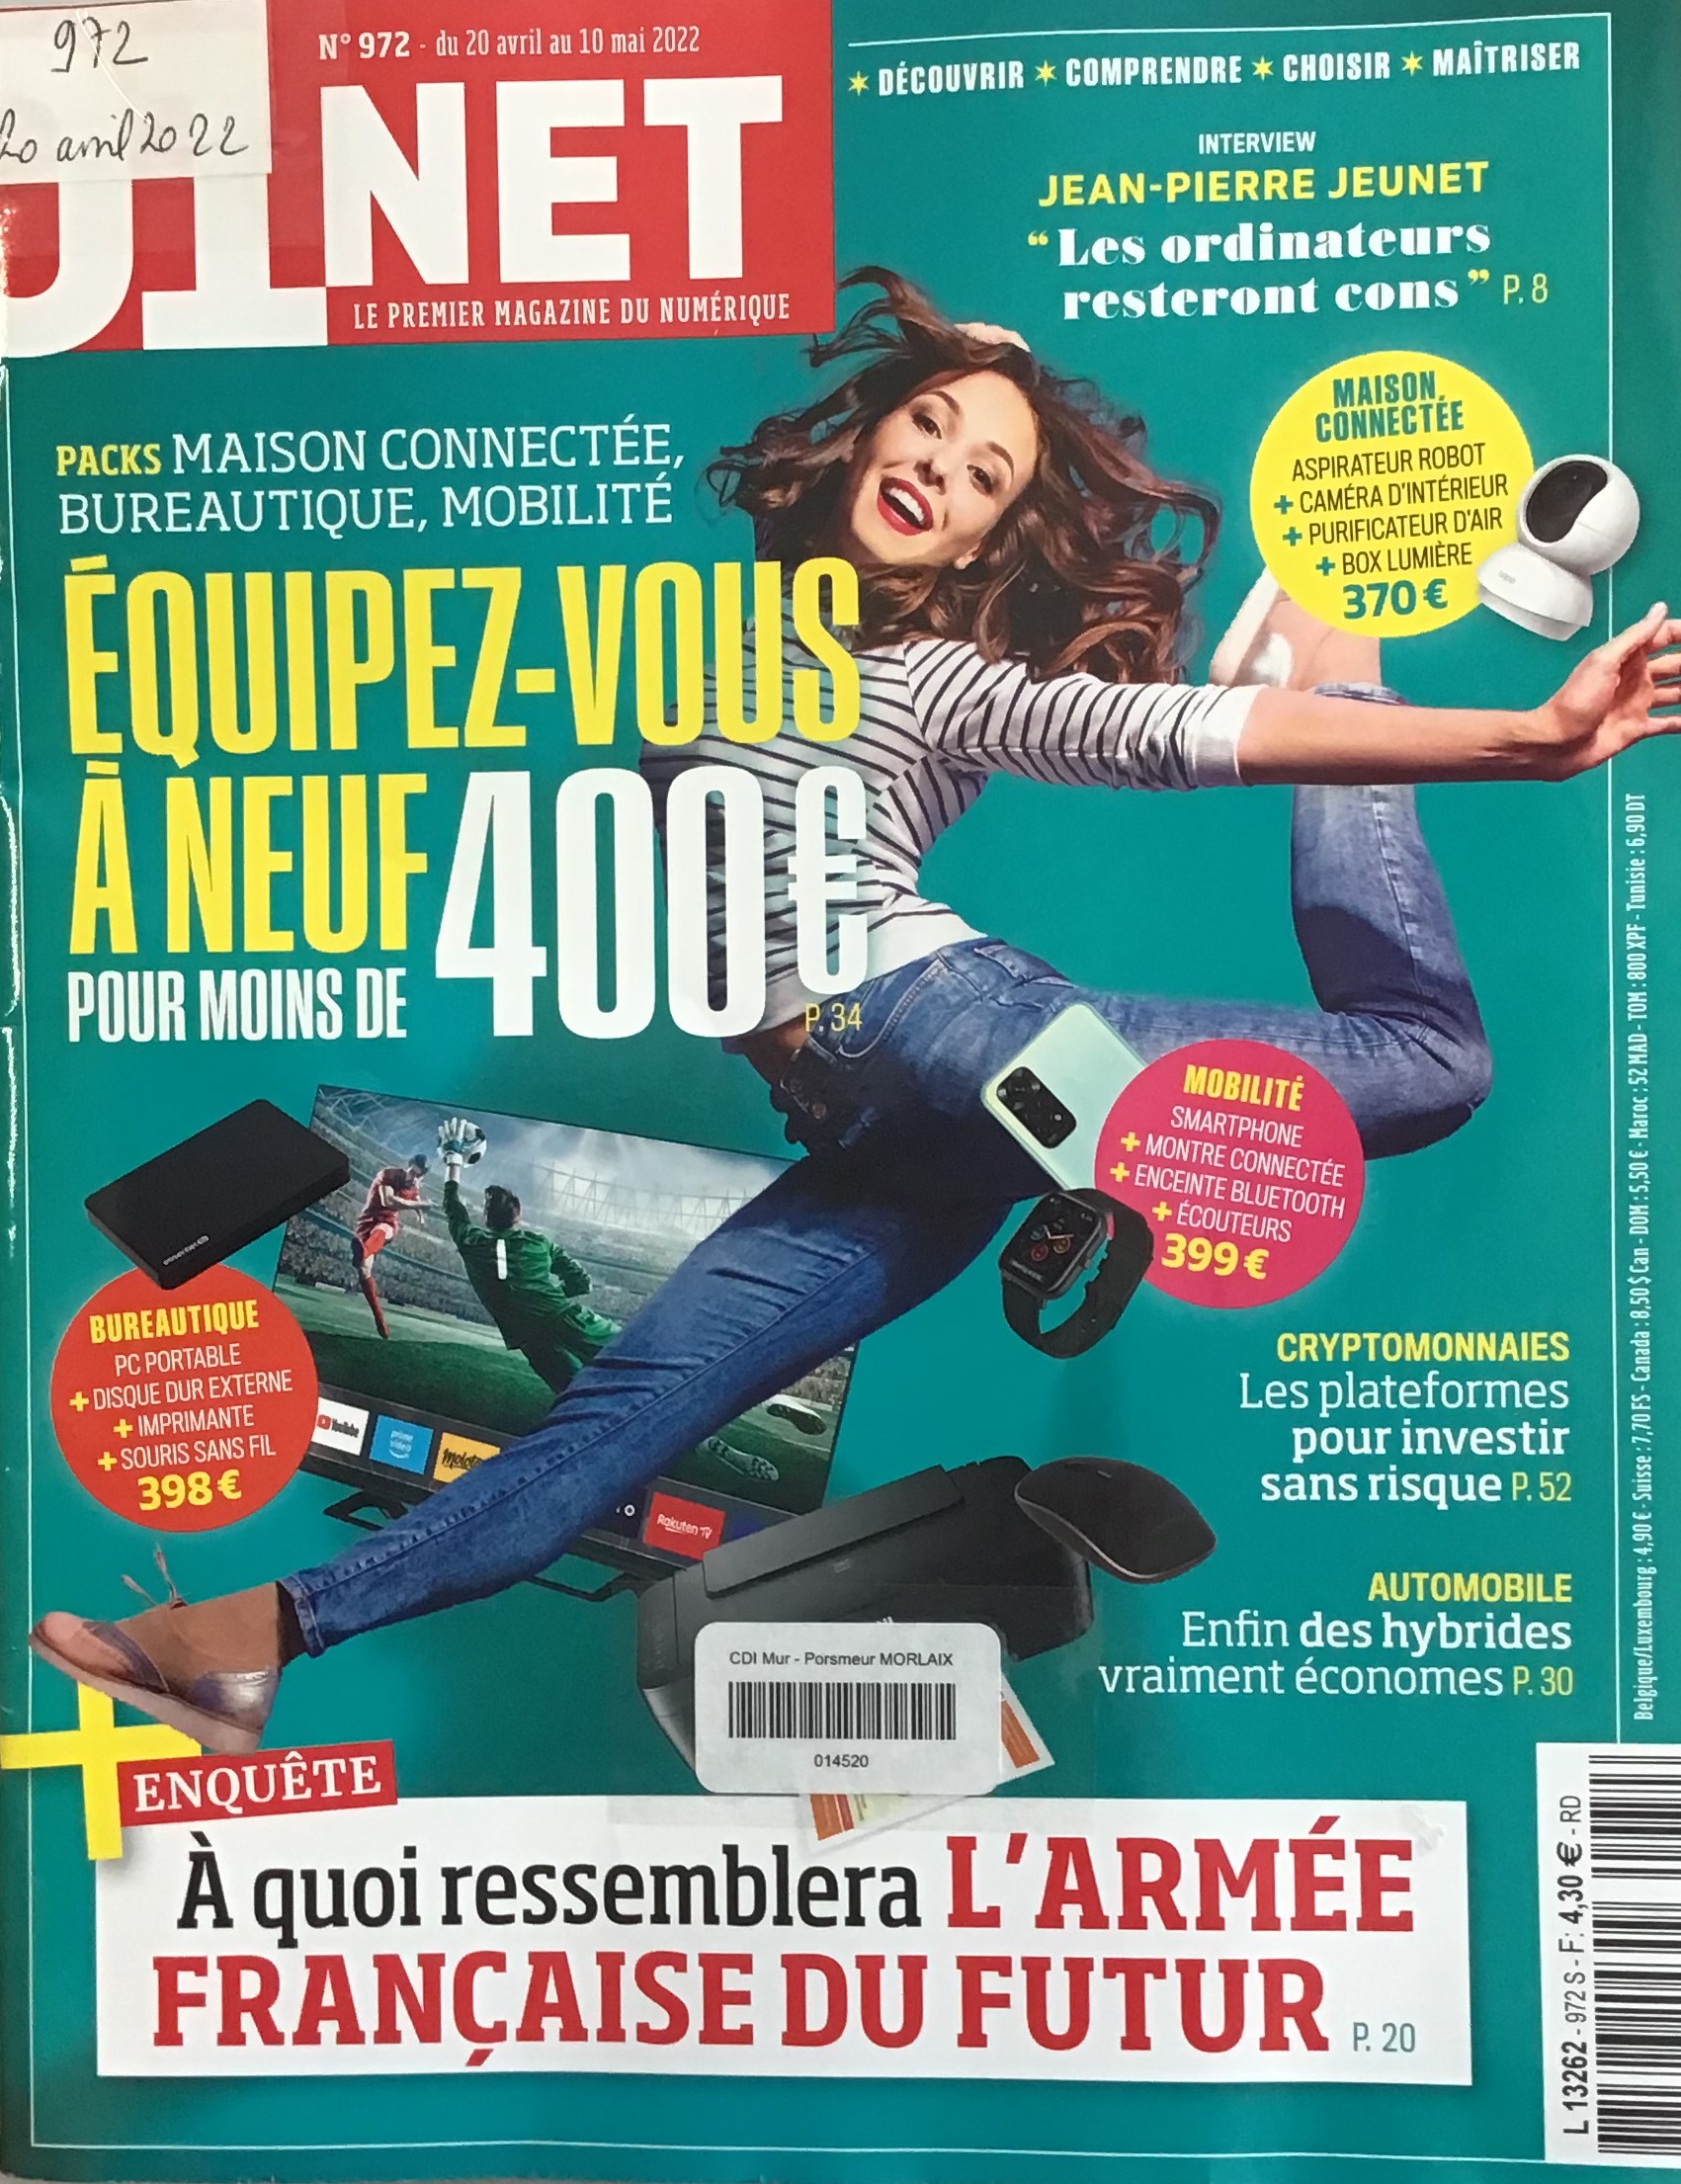 972
20 avril 2022
N° 972 - du 20 avril au 10 mai 2022
01NET
LE PREMIER MAGAZINE DU NUMÉRIQUE
✶ DÉCOUVRIR ✶ COMPRENDRE ✶ CHOISIR ✶ MAÎTRISER
INTERVIEW
JEAN-PIERRE JEUNET
“ Les ordinateurs
resteront cons ” P. 8
MAISON
CONNECTÉE
ASPIRATEUR ROBOT
+ CAMÉRA D'INTÉRIEUR
+ PURIFICATEUR D'AIR
+ BOX LUMIÈRE
370 €
PACKS MAISON CONNECTÉE,
BUREAUTIQUE, MOBILITÉ
ÉQUIPEZ-VOUS
À NEUF
POUR MOINS DE 400€
P. 34
MOBILITÉ
SMARTPHONE
+ MONTRE CONNECTÉE
+ ENCEINTE BLUETOOTH
+ ÉCOUTEURS
399 €
BUREAUTIQUE
PC PORTABLE
+ DISQUE DUR EXTERNE
+ IMPRIMANTE
+ SOURIS SANS FIL
398 €
YouTube
prime video
molotov
Rakuten TV
CRYPTOMONNAIES
Les plateformes
pour investir
sans risque P. 52
AUTOMOBILE
Enfin des hybrides
vraiment économes P. 30
CDI Mur - Porsmeur MORLAIX
014520
ENQUÊTE
À quoi ressemblera L'ARMÉE
FRANÇAISE DU FUTUR P. 20
Belgique/Luxembourg : 4,90 € - Suisse : 7,70 FS - Canada : 8,50 $ Can - DOM : 5,50 € - Maroc : 52 MAD - TOM : 800 XPF - Tunisie : 6,90 DT
L 13262 - 972 S - F: 4,30 € - RD